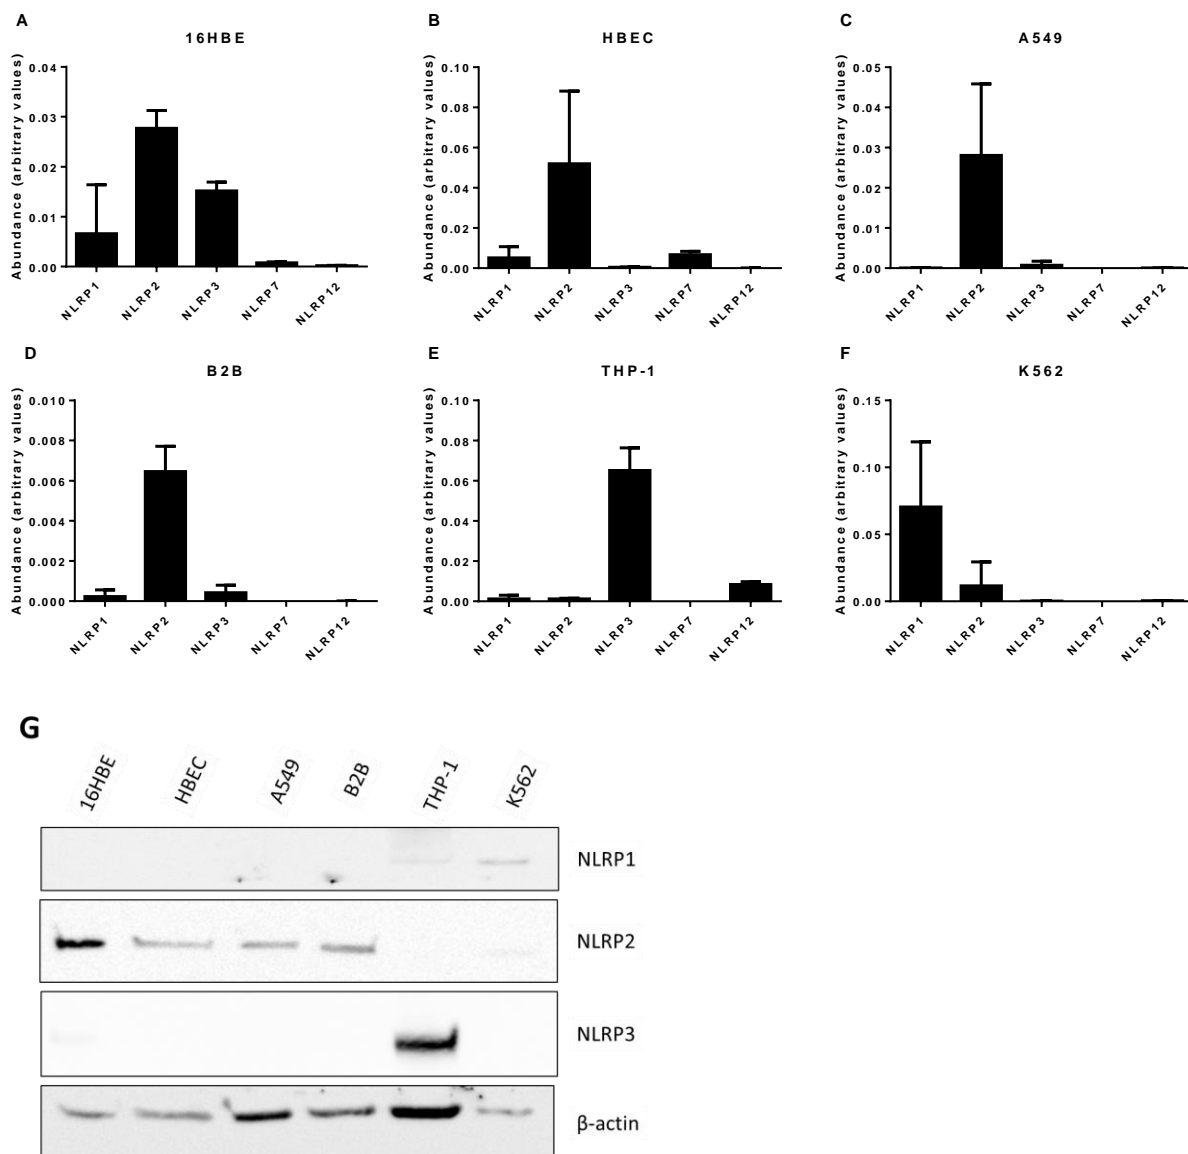 A
16HBE
Abundance (arbitrary values)
0.04
0.03
0.02
0.01
0.00
NLRP1
NLRP2
NLRP3
NLRP7
NLRP12
B
HBEC
Abundance (arbitrary values)
0.10
0.08
0.06
0.04
0.02
0.00
NLRP1
NLRP2
NLRP3
NLRP7
NLRP12
C
A549
Abundance (arbitrary values)
0.05
0.04
0.03
0.02
0.01
0.00
NLRP1
NLRP2
NLRP3
NLRP7
NLRP12
D
B2B
Abundance (arbitrary values)
0.010
0.008
0.006
0.004
0.002
0.000
NLRP1
NLRP2
NLRP3
NLRP7
NLRP12
E
THP-1
Abundance (arbitrary values)
0.10
0.08
0.06
0.04
0.02
0.00
NLRP1
NLRP2
NLRP3
NLRP7
NLRP12
F
K562
Abundance (arbitrary values)
0.15
0.10
0.05
0.00
NLRP1
NLRP2
NLRP3
NLRP7
NLRP12
G
16HBE
HBEC
A549
B2B
THP-1
K562
NLRP1
NLRP2
NLRP3
β-actin